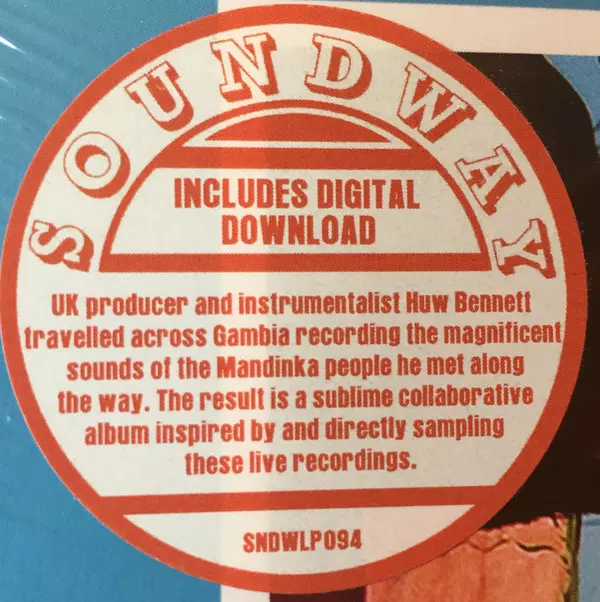 SOUNDWAY
INCLUDES DIGITAL
DOWNLOAD
UK producer and instrumentalist Huw Bennett
travelled across Gambia recording the magnificent
sounds of the Mandinka people he met along
the way. The result is a sublime collaborative
album inspired by and directly sampling
these live recordings.
SNDWLP094